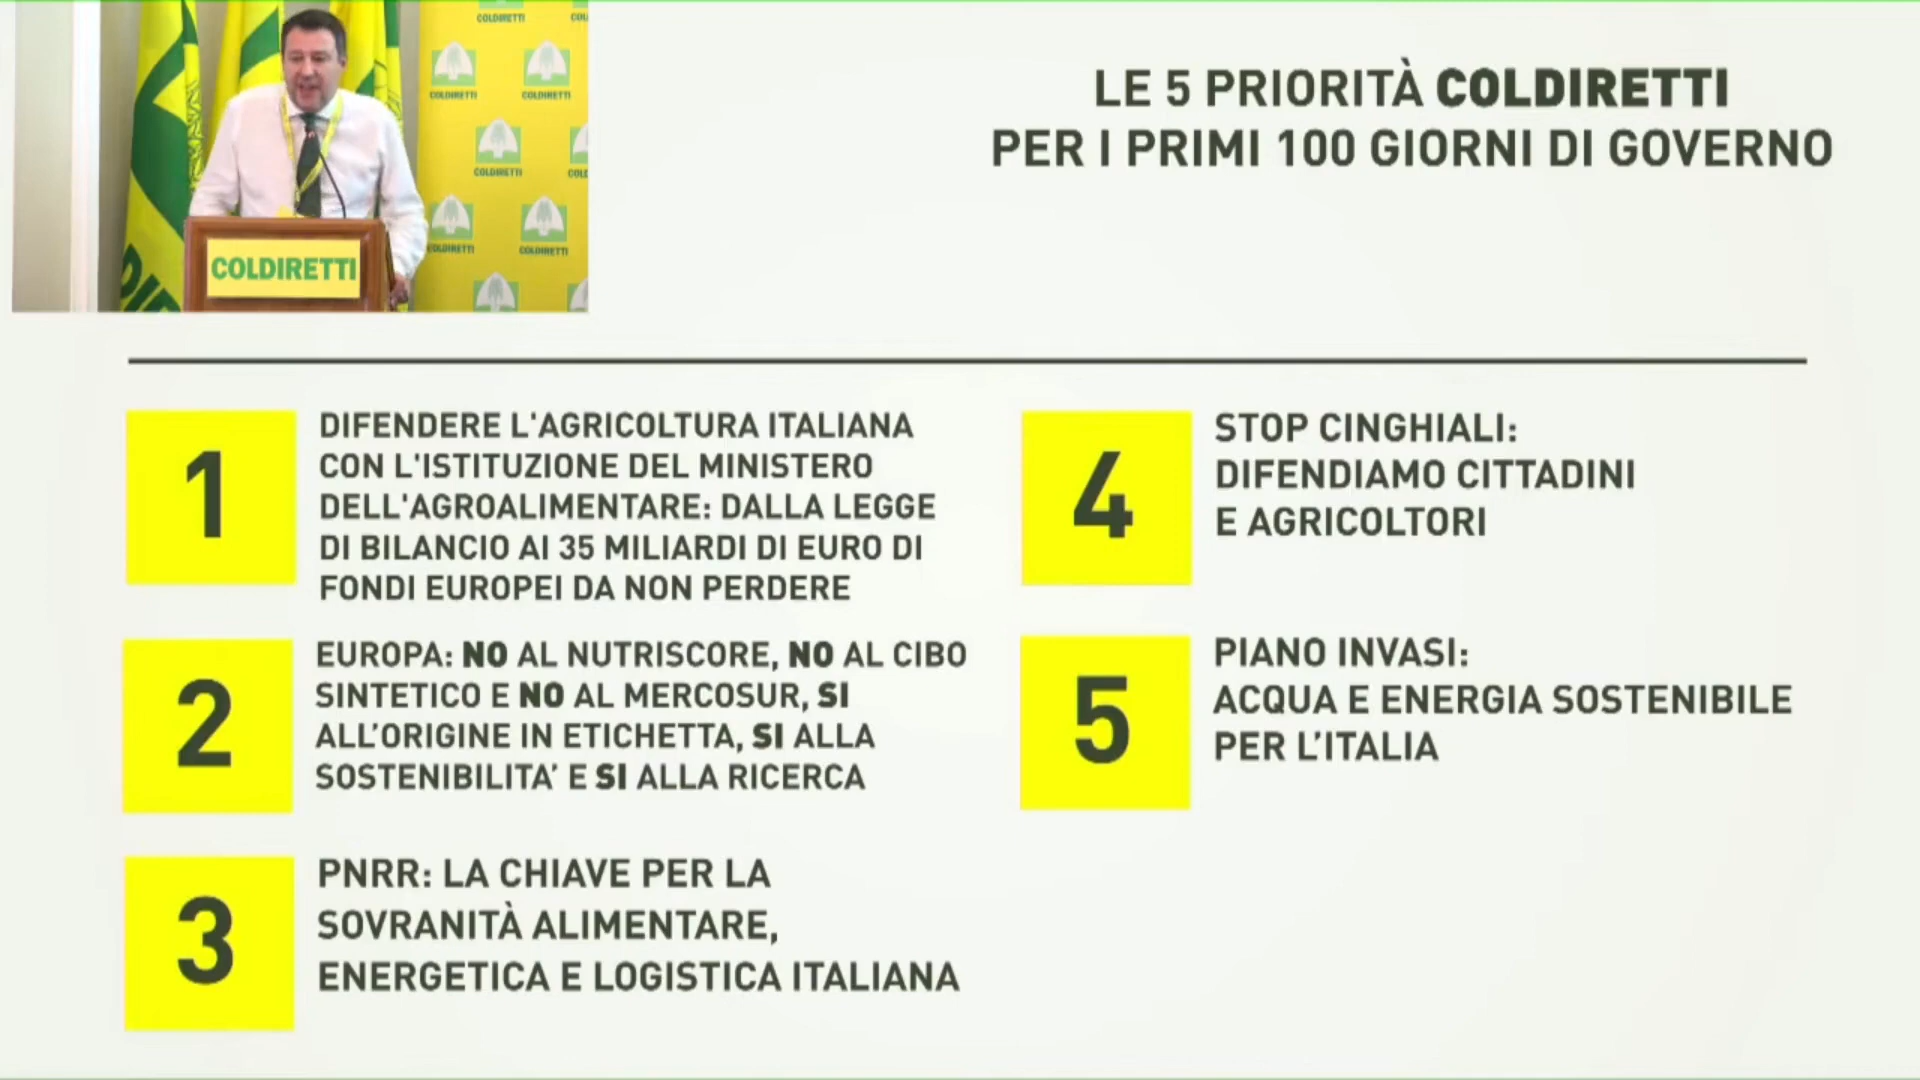 COLDIRETTI
COLDIRETTI
COLDIRETTI
COLDIRETTI
COLDIRETTI
COLDIRETTI
COLDIRETTI
LE 5 PRIORITÀ COLDIRETTI
PER I PRIMI 100 GIORNI DI GOVERNO
1
DIFENDERE L'AGRICOLTURA ITALIANA
CON L'ISTITUZIONE DEL MINISTERO
DELL'AGROALIMENTARE: DALLA LEGGE
DI BILANCIO AI 35 MILIARDI DI EURO DI
FONDI EUROPEI DA NON PERDERE
2
EUROPA: NO AL NUTRISCORE, NO AL CIBO
SINTETICO E NO AL MERCOSUR, SI
ALL'ORIGINE IN ETICHETTA, SI ALLA
SOSTENIBILITA' E SI ALLA RICERCA
3
PNRR: LA CHIAVE PER LA
SOVRANITÀ ALIMENTARE,
ENERGETICA E LOGISTICA ITALIANA
4
STOP CINGHIALI:
DIFENDIAMO CITTADINI
E AGRICOLTORI
5
PIANO INVASI:
ACQUA E ENERGIA SOSTENIBILE
PER L'ITALIA